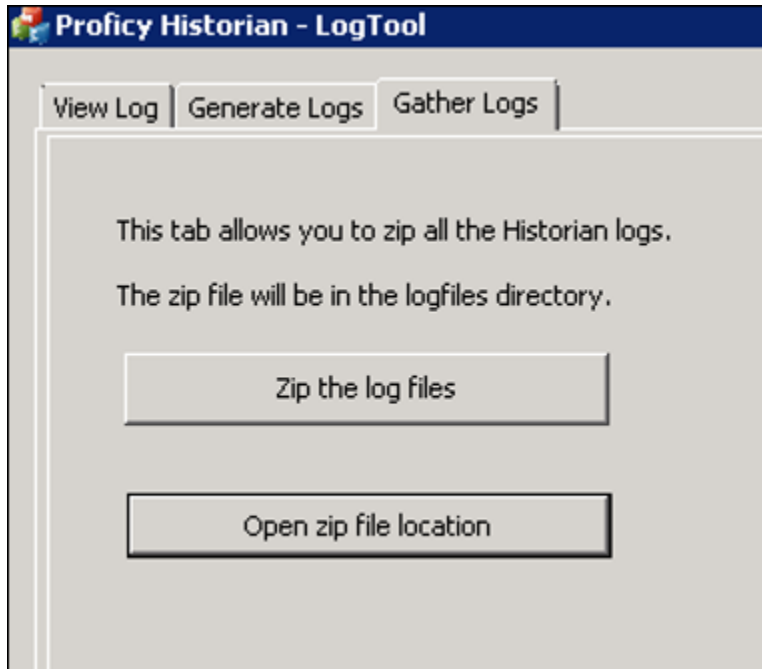 Proficy Historian - LogTool
View Log Generate Logs Gather Logs
This tab allows you to zip all the Historian logs.
The zip file will be in the logfiles directory.
Zip the log files
Open zip file location